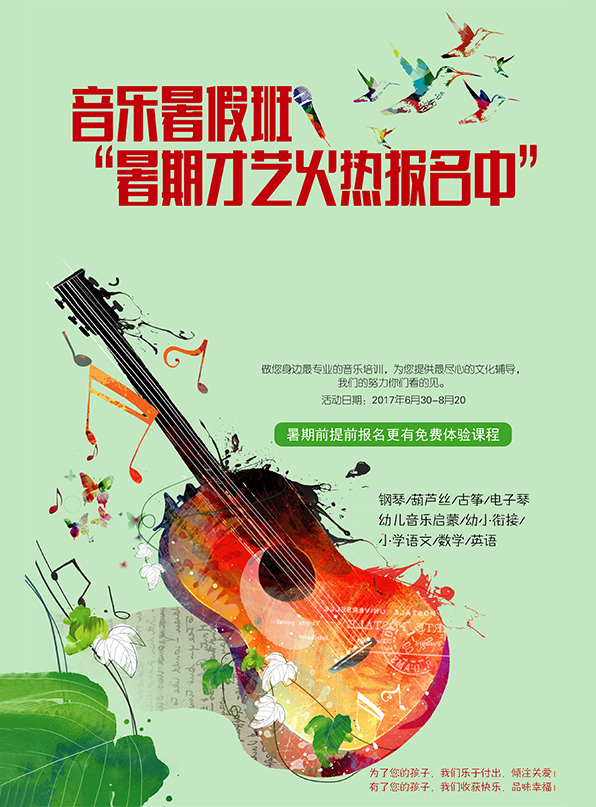 音乐暑假班
“暑期才艺火热报名中”
做您身边最专业的音乐培训，为您提供最尽心的文化辅导，
我们的努力你们看的见。
活动日期：2017年6月30-8月20
暑期前提前报名更有免费体验课程
钢琴/葫芦丝/古筝/电子琴
幼儿音乐启蒙/幼小衔接/
小学语文/数学/英语
为了您的孩子，我们乐于付出，倾注关爱！
有了您的孩子，我们收获快乐，品味幸福！